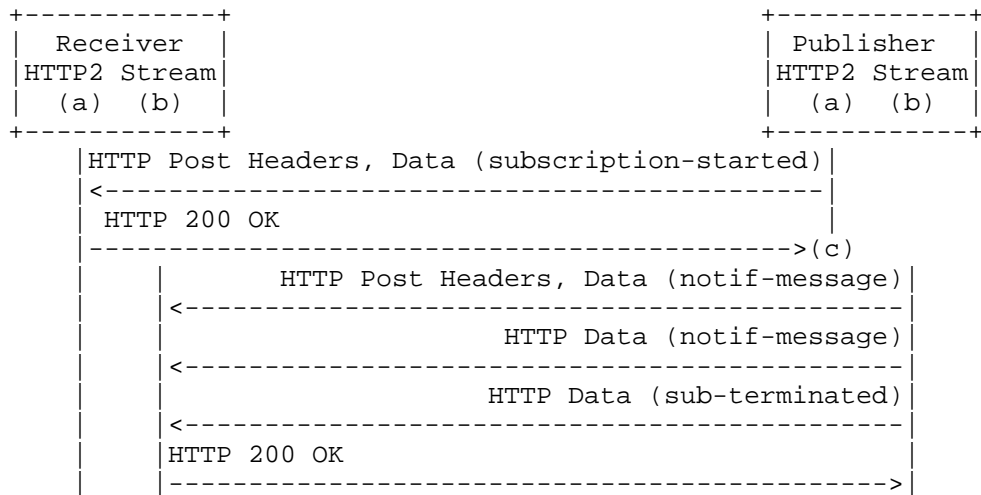 Receiver Publisher
HTTP2 Stream HTTP2 Stream
(a) (b) (a) (b)
HTTP Post Headers, Data (subscription-started)
HTTP 200 OK
(c)
HTTP Post Headers, Data (notif-message)
HTTP Data (notif-message)
HTTP Data (sub-terminated)
HTTP 200 OK